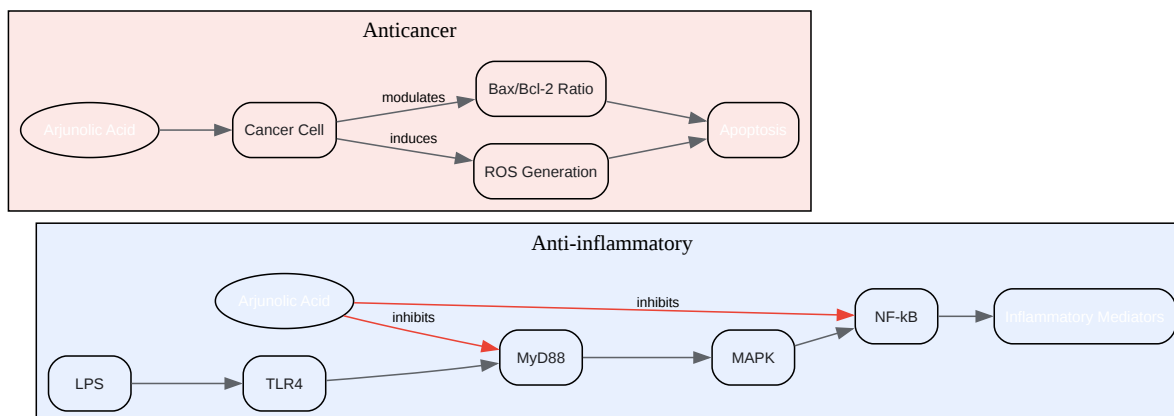 Anticancer
Arjunolic Acid
Cancer Cell
modulates
induces
Bax/Bcl-2 Ratio
ROS Generation
Apoptosis
Anti-inflammatory
Arjunolic Acid
inhibits
inhibits
LPS
TLR4
MyD88
MAPK
NF-kB
Inflammatory Mediators